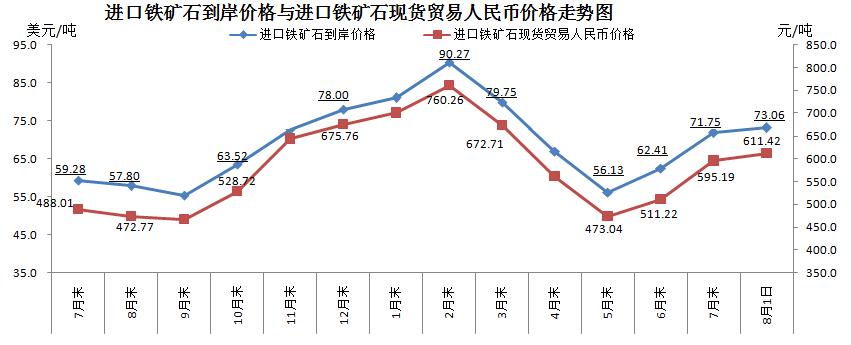 进口铁矿石到岸价格与进口铁矿石现货贸易人民币价格走势图
美元/吨
元/吨
进口铁矿石到岸价格
进口铁矿石现货贸易人民币价格
95.0
85.0
75.0
65.0
55.0
45.0
35.0
850.0
800.0
750.0
700.0
650.0
600.0
550.0
500.0
450.0
400.0
350.0
59.28
57.80
63.52
78.00
90.27
79.75
56.13
62.41
71.75
73.06
488.01
472.77
528.72
675.76
760.26
672.71
473.04
511.22
595.19
611.42
7月末
8月末
9月末
10月末
11月末
12月末
1月末
2月末
3月末
4月末
5月末
6月末
7月末
8月1日